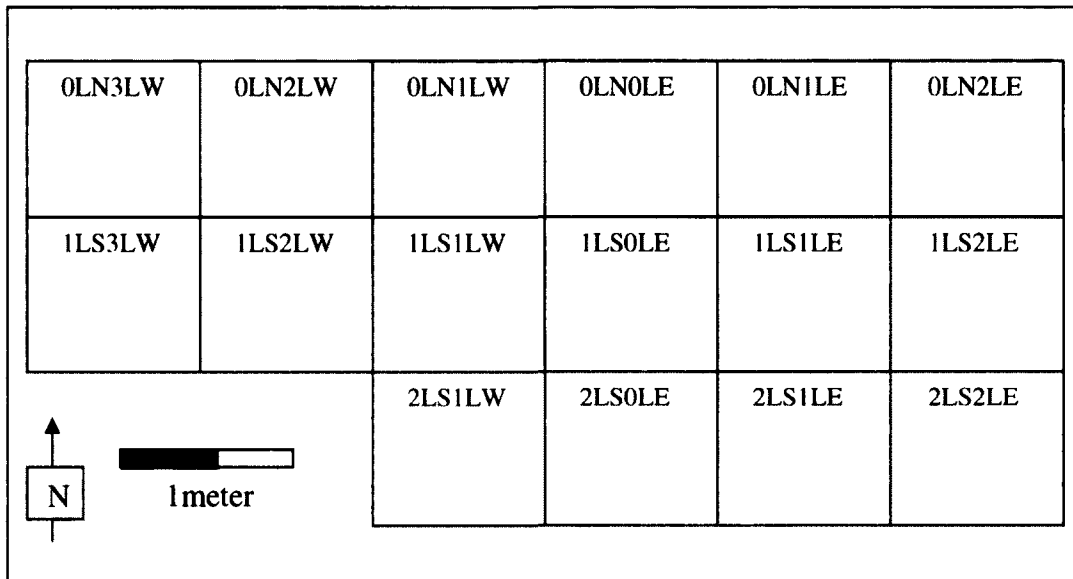 0LN3LW 0LN2LW 0LN1LW 0LN0LE 0LN1LE 0LN2LE
1LS3LW 1LS2LW 1LS1LW 1LS0LE 1LS1LE 1LS2LE
2LS1LW 2LS0LE 2LS1LE 2LS2LE
N
1meter